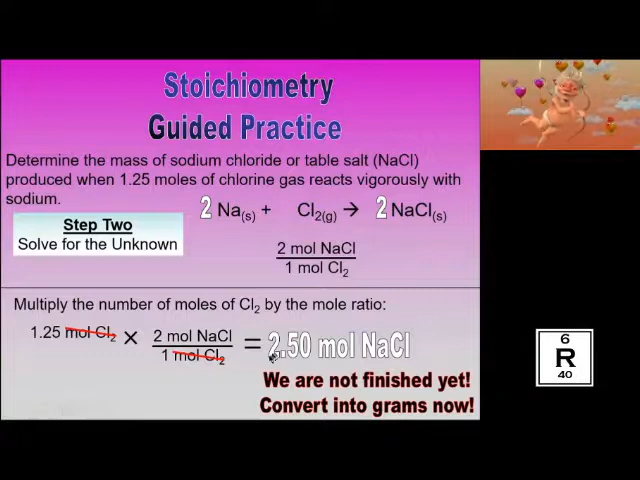 Stoichiometry
Guided Practice
Determine the mass of sodium chloride or table salt (NaCl)
produced when 1.25 moles of chlorine gas reacts vigorously with
sodium.
2 Na(s) + Cl2(g) → 2 NaCl(s)
Step Two
Solve for the Unknown
2 mol NaCl
1 mol Cl2
Multiply the number of moles of Cl2 by the mole ratio:
1.25 mol Cl2 × 2 mol NaCl = 2.50 mol NaCl
1 mol Cl2
We are not finished yet!
Convert into grams now!
6
R
40